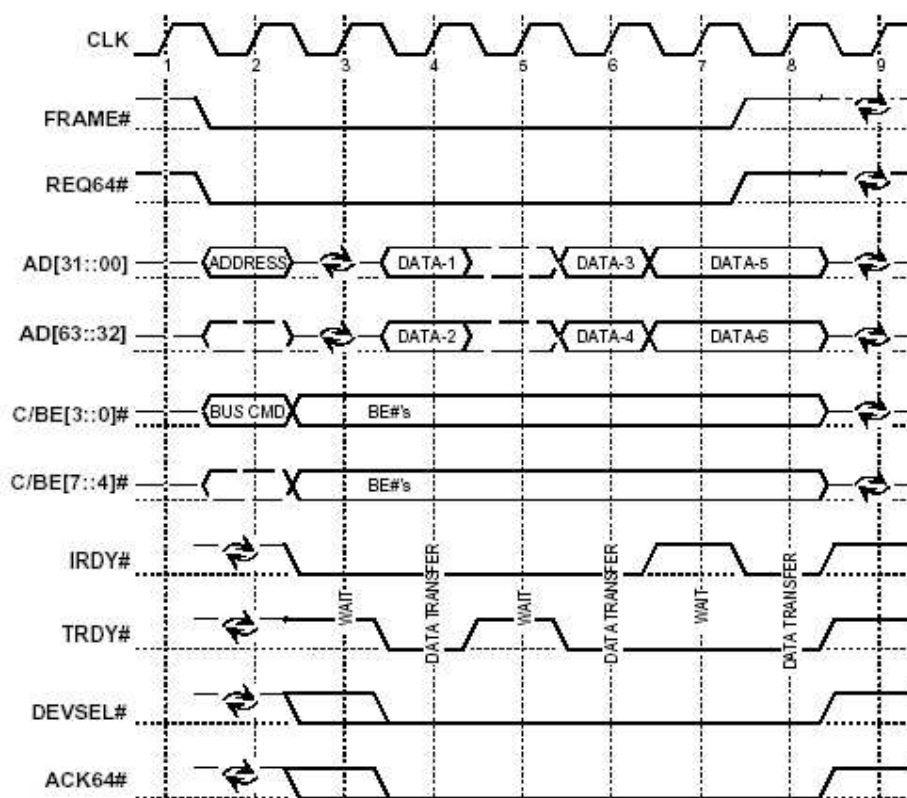 CLK
1 2 3 4 5 6 7 8 9
FRAME#
REQ64#
AD[31::00] ADDRESS DATA-1 DATA-3 DATA-5
AD[63::32] DATA-2 DATA-4 DATA-6
C/BE[3::0]# BUS CMD BE#'s
C/BE[7::4]# BE#'s
IRDY#
WAIT DATA TRANSFER WAIT DATA TRANSFER WAIT DATA TRANSFER
TRDY#
DEVSEL#
ACK64#